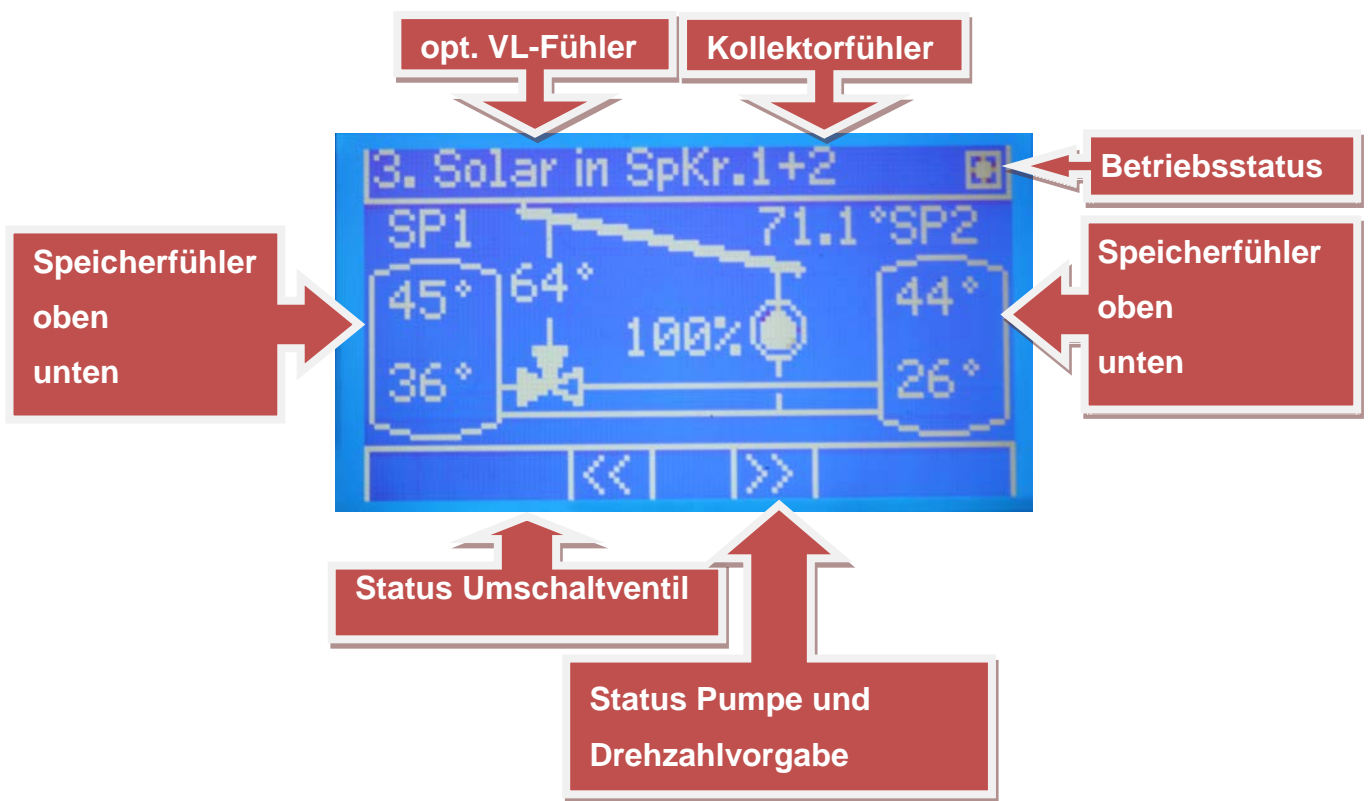 opt. VL-Fühler
Kollektorfühler
3. Solar in SpKr.1+2
Betriebsstatus
SP1
71.1 °SP2
Speicherfühler
oben
unten
45°
64°
44°
100%
36°
26°
Speicherfühler
oben
unten
<< >>
Status Umschaltventil
Status Pumpe und
Drehzahlvorgabe